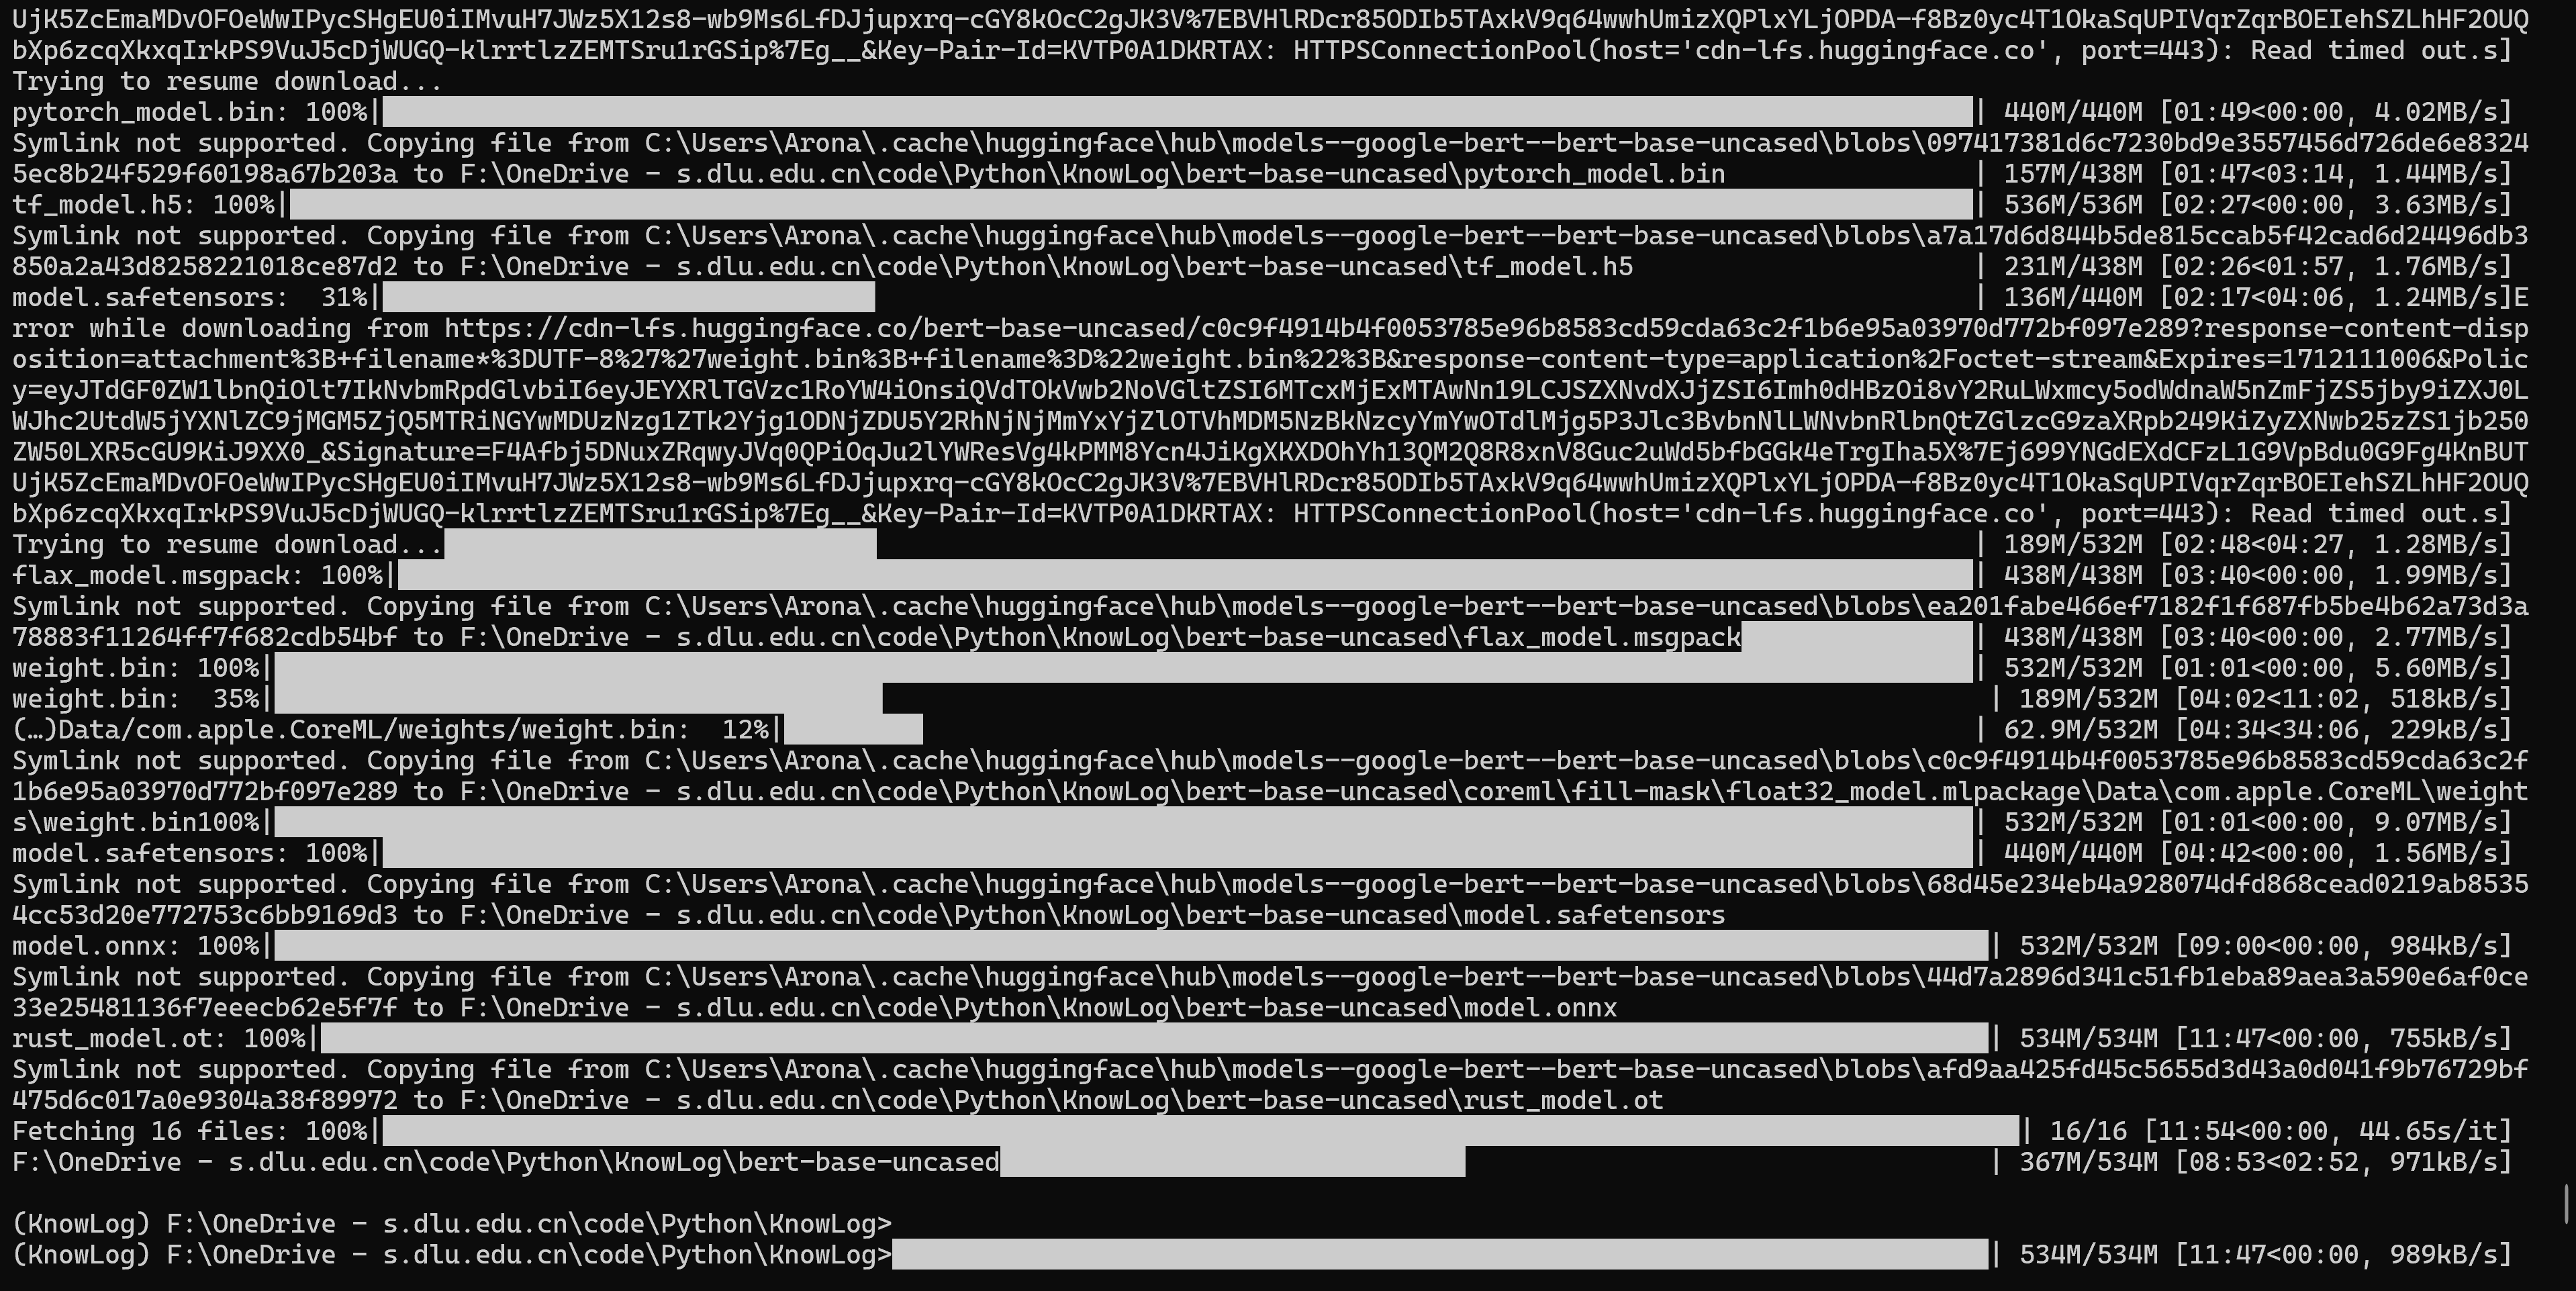 UjK5ZcEmaMDvOFOeWwIPycSHgEU0iIMvuH7JWz5X12s8-wb9Ms6LfDJjupxrq-cGY8kOcC2gJK3V%7EBVHlRDcr85ODIb5TAxkV9q64wwhUmizXQPlxYLjOPDA-f8Bz0yc4T1OkaSqUPIVqrZqrBOEIehSZLhHF2OUQ
bXp6zcqXkxqIrkPS9VuJ5cDjWUGQ-klrrtlzZEMTSru1rGSip%7Eg__&Key-Pair-Id=KVTP0A1DKRTAX: HTTPSConnectionPool(host='cdn-lfs.huggingface.co', port=443): Read timed out.s]
Trying to resume download...
pytorch_model.bin: 100%| | 440M/440M [01:49<00:00, 4.02MB/s]
Symlink not supported. Copying file from C:\Users\Arona\.cache\huggingface\hub\models--google-bert--bert-base-uncased\blobs\097417381d6c7230bd9e3557456d726de6e8324
5ec8b24f529f60198a67b203a to F:\OneDrive - s.dlu.edu.cn\code\Python\KnowLog\bert-base-uncased\pytorch_model.bin | 157M/438M [01:47<03:14, 1.44MB/s]
tf_model.h5: 100%| | 536M/536M [02:27<00:00, 3.63MB/s]
Symlink not supported. Copying file from C:\Users\Arona\.cache\huggingface\hub\models--google-bert--bert-base-uncased\blobs\a7a17d6d844b5de815ccab5f42cad6d24496db3
850a2a43d8258221018ce87d2 to F:\OneDrive - s.dlu.edu.cn\code\Python\KnowLog\bert-base-uncased\tf_model.h5 | 231M/438M [02:26<01:57, 1.76MB/s]
model.safetensors:  31%| | 136M/440M [02:17<04:06, 1.24MB/s]E
rror while downloading from https://cdn-lfs.huggingface.co/bert-base-uncased/c0c9f4914b4f0053785e96b8583cd59cda63c2f1b6e95a03970d772bf097e289?response-content-disp
osition=attachment%3B+filename*%3DUTF-8%27%27weight.bin%3B+filename%3D%22weight.bin%22%3B&response-content-type=application%2Foctet-stream&Expires=1712111006&Polic
y=eyJTdGF0ZW1lbnQiOlt7IkNvbmRpdGlvbiI6eyJEYXRlTGVzc1RoYW4iOnsiQVdTOkVwb2NoVGltZSI6MTcxMjExMTAwNn19LCJSZXNvdXJjZSI6Imh0dHBzOi8vY2RuLWxmcy5odWdnaW5nZmFjZS5jby9iZXJ0L
WJhc2UtdW5jYXNlZC9jMGM5ZjQ5MTRiNGYwMDUzNzg1ZTk2Yjg1ODNjZDU5Y2RhNjNjMmYxYjZlOTVhMDM5NzBkNzcyYmYwOTdlMjg5P3Jlc3BvbnNlLWNvbnRlbnQtZGlzcG9zaXRpb249KiZyZXNwb25zZS1jb250
ZW50LXR5cGU9KiJ9XX0_&Signature=F4Afbj5DNuxZRqwyJVq0QPiOqJu2lYWResVg4kPMM8Ycn4JiKgXKXDOhYh13QM2Q8R8xnV8Guc2uWd5bfbGGk4eTrgIha5X%7Ej699YNGdEXdCFzL1G9VpBdu0G9Fg4KnBUT
UjK5ZcEmaMDvOFOeWwIPycSHgEU0iIMvuH7JWz5X12s8-wb9Ms6LfDJjupxrq-cGY8kOcC2gJK3V%7EBVHlRDcr85ODIb5TAxkV9q64wwhUmizXQPlxYLjOPDA-f8Bz0yc4T1OkaSqUPIVqrZqrBOEIehSZLhHF2OUQ
bXp6zcqXkxqIrkPS9VuJ5cDjWUGQ-klrrtlzZEMTSru1rGSip%7Eg__&Key-Pair-Id=KVTP0A1DKRTAX: HTTPSConnectionPool(host='cdn-lfs.huggingface.co', port=443): Read timed out.s]
Trying to resume download... | 189M/532M [02:48<04:27, 1.28MB/s]
flax_model.msgpack: 100%| | 438M/438M [03:40<00:00, 1.99MB/s]
Symlink not supported. Copying file from C:\Users\Arona\.cache\huggingface\hub\models--google-bert--bert-base-uncased\blobs\ea201fabe466ef7182f1f687fb5be4b62a73d3a
78883f11264ff7f682cdb54bf to F:\OneDrive - s.dlu.edu.cn\code\Python\KnowLog\bert-base-uncased\flax_model.msgpack | 438M/438M [03:40<00:00, 2.77MB/s]
weight.bin: 100%| | 532M/532M [01:01<00:00, 5.60MB/s]
weight.bin:  35%| | 189M/532M [04:02<11:02, 518kB/s]
(…)Data/com.apple.CoreML/weights/weight.bin:  12%| | 62.9M/532M [04:34<34:06, 229kB/s]
Symlink not supported. Copying file from C:\Users\Arona\.cache\huggingface\hub\models--google-bert--bert-base-uncased\blobs\c0c9f4914b4f0053785e96b8583cd59cda63c2f
1b6e95a03970d772bf097e289 to F:\OneDrive - s.dlu.edu.cn\code\Python\KnowLog\bert-base-uncased\coreml\fill-mask\float32_model.mlpackage\Data\com.apple.CoreML\weight
s\weight.bin100%| | 532M/532M [01:01<00:00, 9.07MB/s]
model.safetensors: 100%| | 440M/440M [04:42<00:00, 1.56MB/s]
Symlink not supported. Copying file from C:\Users\Arona\.cache\huggingface\hub\models--google-bert--bert-base-uncased\blobs\68d45e234eb4a928074dfd868cead0219ab8535
4cc53d20e772753c6bb9169d3 to F:\OneDrive - s.dlu.edu.cn\code\Python\KnowLog\bert-base-uncased\model.safetensors
model.onnx: 100%| | 532M/532M [09:00<00:00, 984kB/s]
Symlink not supported. Copying file from C:\Users\Arona\.cache\huggingface\hub\models--google-bert--bert-base-uncased\blobs\44d7a2896d341c51fb1eba89aea3a590e6af0ce
33e25481136f7eeecb62e5f7f to F:\OneDrive - s.dlu.edu.cn\code\Python\KnowLog\bert-base-uncased\model.onnx
rust_model.ot: 100%| | 534M/534M [11:47<00:00, 755kB/s]
Symlink not supported. Copying file from C:\Users\Arona\.cache\huggingface\hub\models--google-bert--bert-base-uncased\blobs\afd9aa425fd45c5655d3d43a0d041f9b76729bf
475d6c017a0e9304a38f89972 to F:\OneDrive - s.dlu.edu.cn\code\Python\KnowLog\bert-base-uncased\rust_model.ot
Fetching 16 files: 100%| | 16/16 [11:54<00:00, 44.65s/it]
F:\OneDrive - s.dlu.edu.cn\code\Python\KnowLog\bert-base-uncased | 367M/534M [08:53<02:52, 971kB/s]
(KnowLog) F:\OneDrive - s.dlu.edu.cn\code\Python\KnowLog>
(KnowLog) F:\OneDrive - s.dlu.edu.cn\code\Python\KnowLog> | 534M/534M [11:47<00:00, 989kB/s]